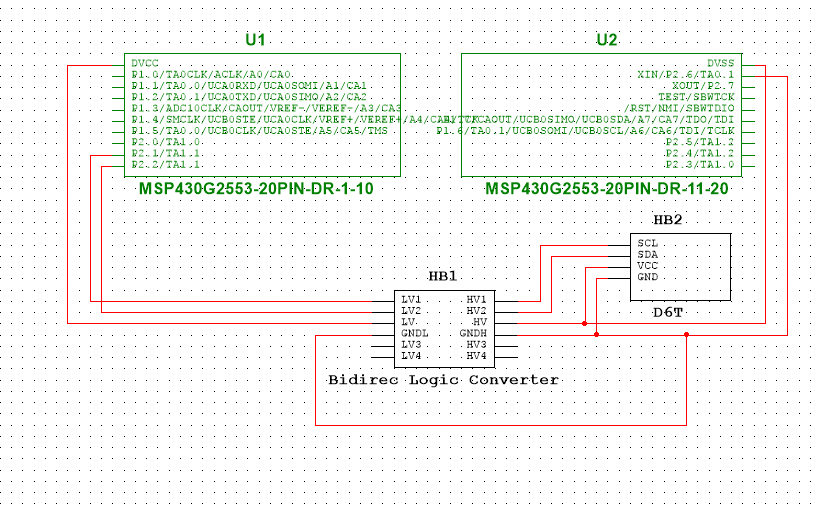 U1
U2
DVCC
P1.0/TA0CLK/ACLK/A0/CA0
P1.1/TA0.0/UCA0RXD/UCA0SOMI/A1/CA1
P1.2/TA0.1/UCA0TXD/UCA0SIMO/A2/CA2
P1.3/ADC10CLK/CAOUT/VREF-/VEREF-/A3/CA3
P1.4/SMCLK/UCB0STE/UCA0CLK/VREF+/VEREF+/A4/CA4/TCK
P1.5/TA0.0/UCB0CLK/UCA0STE/A5/CA5/TMS
P2.0/TA1.0
P2.1/TA1.1
P2.2/TA1.1
DVSS
XIN/P2.6/TA0.1
XOUT/P2.7
TEST/SBWTCK
/RST/NMI/SBWTDIO
CAOUT/UCB0SIMO/UCB0SDA/A7/CA7/TDO/TDI
P1.6/TA0.1/UCB0SOMI/UCB0SCL/A6/CA6/TDI/TCLK
P2.5/TA1.2
P2.4/TA1.2
P2.3/TA1.0
MSP430G2553-20PIN-DR-1-10
MSP430G2553-20PIN-DR-11-20
HB2
SCL
SDA
VCC
GND
D6T
HB1
LV1 HV1
LV2 HV2
LV HV
GNDL GNDH
LV3 HV3
LV4 HV4
Bidirec Logic Converter